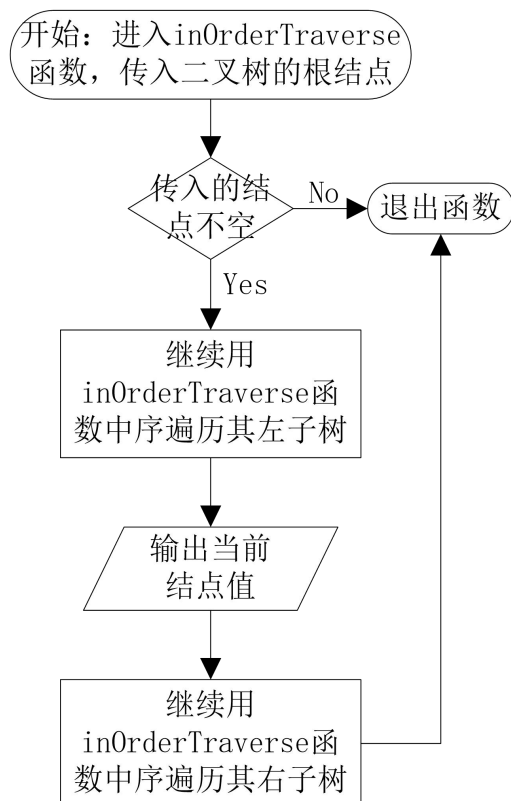 开始：进入inOrderTraverse
函数，传入二叉树的根结点
传入的结
点不空
No
退出函数
Yes
继续用
inOrderTraverse函
数中序遍历其左子树
输出当前
结点值
继续用
inOrderTraverse函
数中序遍历其右子树